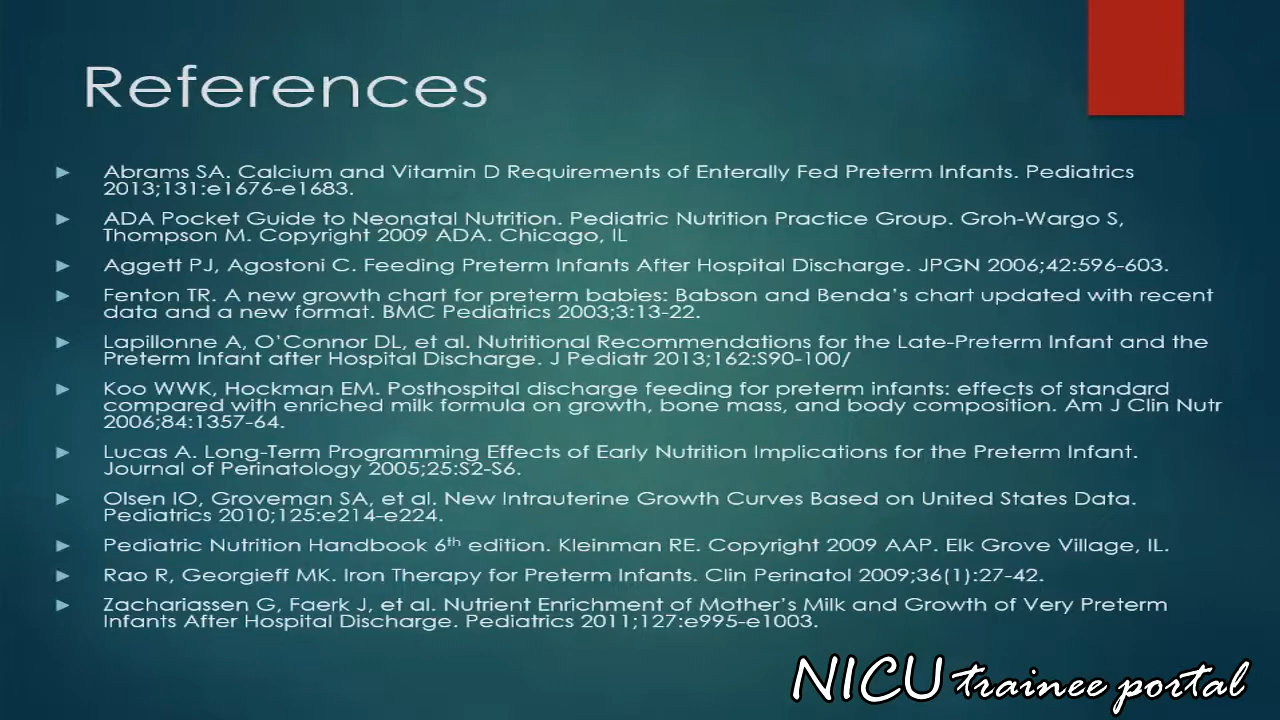 References
Abrams SA. Calcium and Vitamin D Requirements of Enterally Fed Preterm Infants. Pediatrics
2013;131:e1676-e1683.
ADA Pocket Guide to Neonatal Nutrition. Pediatric Nutrition Practice Group. Groh-Wargo S,
Thompson M. Copyright 2009 ADA. Chicago, IL
Aggett PJ, Agostoni C. Feeding Preterm Infants After Hospital Discharge. JPGN 2006;42:596-603.
Fenton TR. A new growth chart for preterm babies: Babson and Benda's chart updated with recent
data and a new format. BMC Pediatrics 2003;3:13-22.
Lapillonne A, O'Connor DL, et al. Nutritional Recommendations for the Late-Preterm Infant and the
Preterm Infant after Hospital Discharge. J Pediatr 2013;162:S90-100/
Koo WWK, Hockman EM. Posthospital discharge feeding for preterm infants: effects of standard
compared with enriched milk formula on growth, bone mass, and body composition. Am J Clin Nutr
2006;84:1357-64.
Lucas A. Long-Term Programming Effects of Early Nutrition Implications for the Preterm Infant.
Journal of Perinatology 2005;25:S2-S6.
Olsen IO, Groveman SA, et al. New Intrauterine Growth Curves Based on United States Data.
Pediatrics 2010;125:e214-e224.
Pediatric Nutrition Handbook 6th edition. Kleinman RE. Copyright 2009 AAP. Elk Grove Village, IL.
Rao R, Georgieff MK. Iron Therapy for Preterm Infants. Clin Perinatol 2009;36(1):27-42.
Zachariassen G, Faerk J, et al. Nutrient Enrichment of Mother's Milk and Growth of Very Preterm
Infants After Hospital Discharge. Pediatrics 2011;127:e995-e1003.
NICU trainee portal